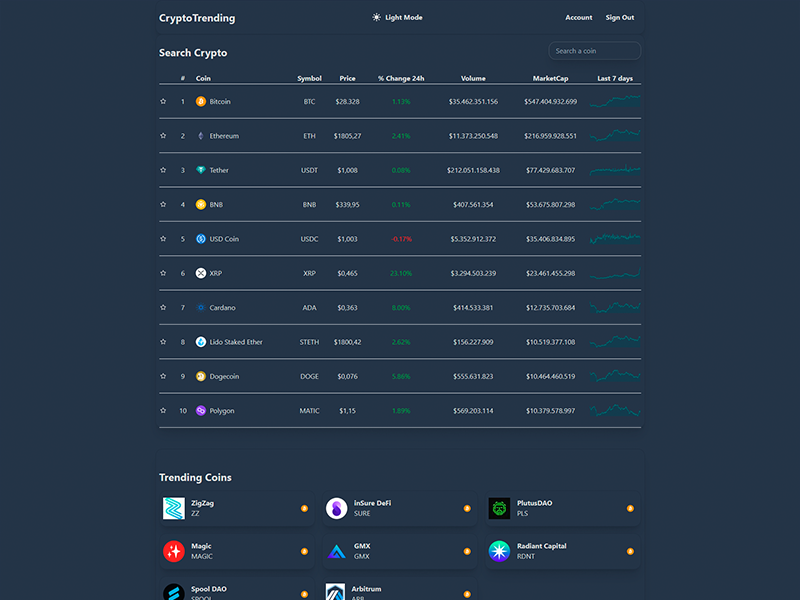 CryptoTrending Light Mode Account Sign Out
Search Crypto Search a coin
# Coin Symbol Price % Change 24h Volume MarketCap Last 7 days
1 Bitcoin BTC $28.328 1.13% $35.462.351.156 $547.404.932.699
2 Ethereum ETH $1805,27 2.41% $11.373.250.548 $216.959.928.551
3 Tether USDT $1,008 0.08% $212.051.158.438 $77.429.683.707
4 BNB BNB $339,95 0.11% $407.561.354 $53.675.807.298
5 USD Coin USDC $1,003 -0.17% $5.352.912.372 $35.406.834.895
6 XRP XRP $0,465 23.10% $3.294.503.239 $23.461.455.298
7 Cardano ADA $0,363 8.00% $414.533.381 $12.735.703.684
8 Lido Staked Ether STETH $1800,42 2.62% $156.227.909 $10.519.377.108
9 Dogecoin DOGE $0,076 5.86% $555.631.823 $10.464.460.519
10 Polygon MATIC $1,15 1.89% $569.203.114 $10.379.578.997
Trending Coins
ZigZag inSure DeFi PlutusDAO
ZZ SURE PLS
Magic GMX Radiant Capital
MAGIC GMX RDNT
Spool DAO Arbitrum
SPOOL ARB